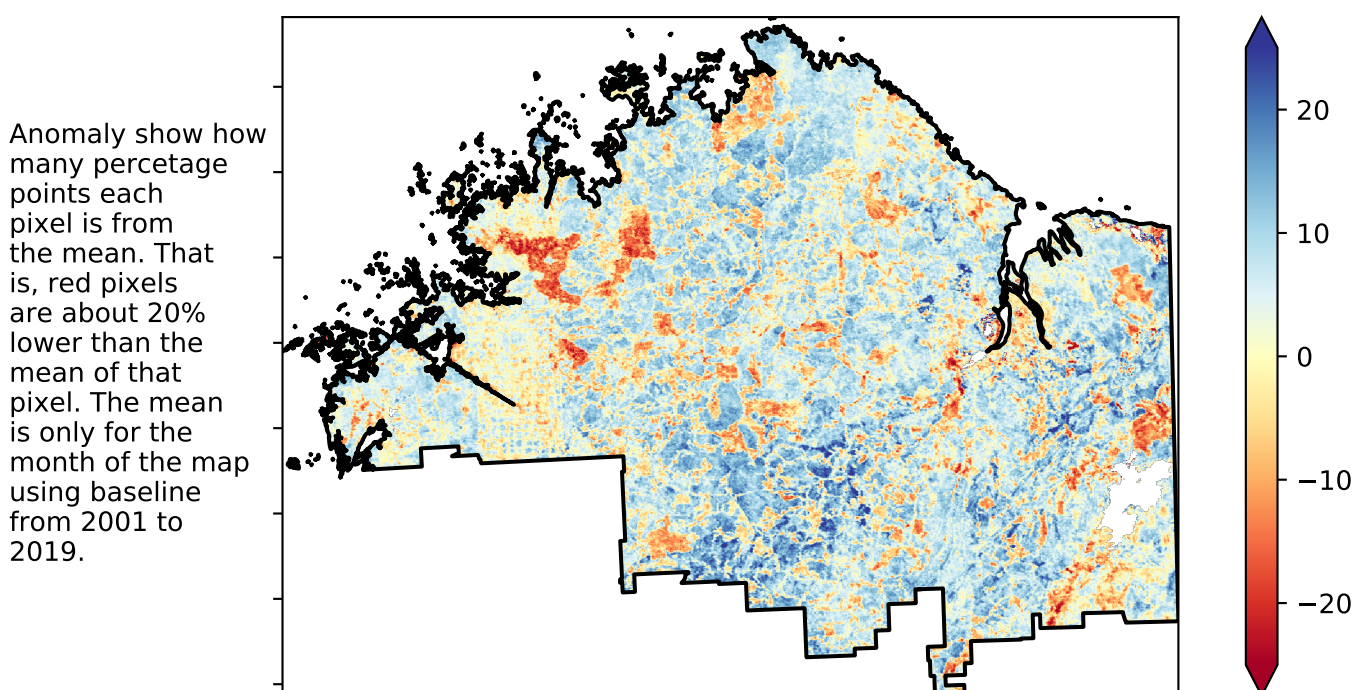 Anomaly show how
many percetage
points each
pixel is from
the mean. That
is, red pixels
are about 20%
lower than the
mean of that
pixel. The mean
is only for the
month of the map
using baseline
from 2001 to
2019.
20
10
0
−10
−20